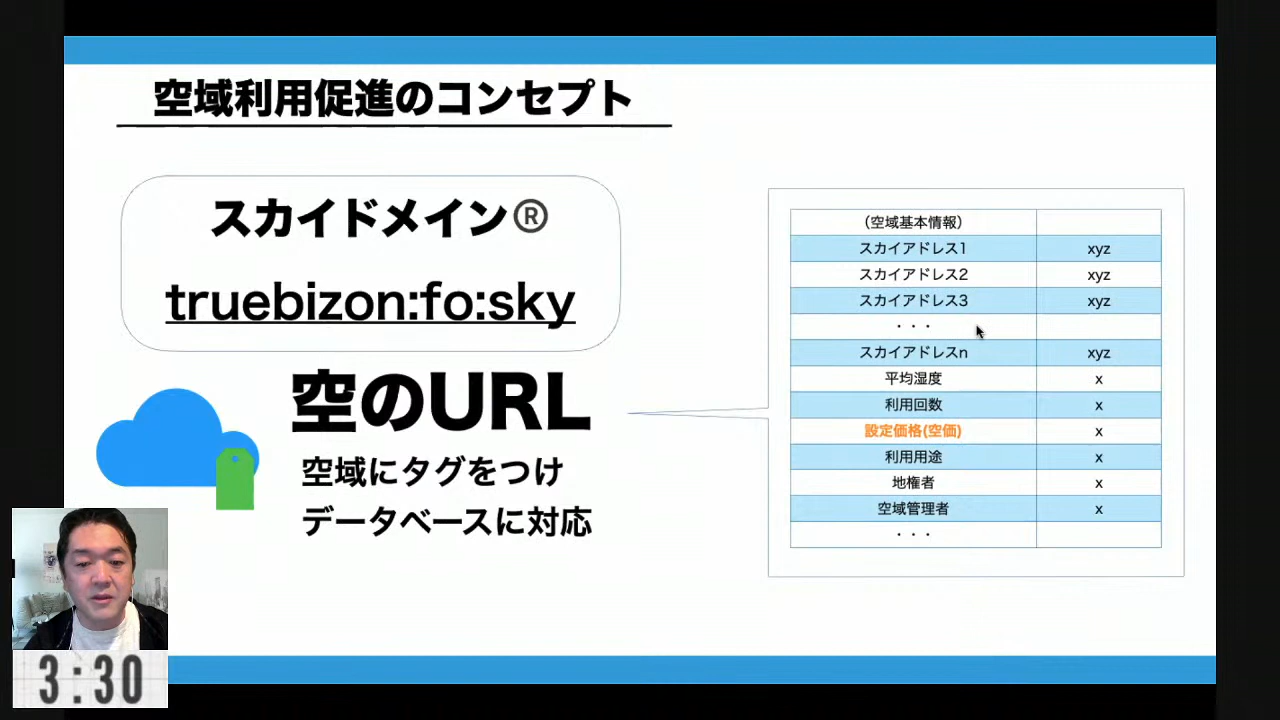 空域利用促進のコンセプト
スカイドメイン®
truebizon:fo:sky
空のURL
空域にタグをつけ
データベースに対応
(空域基本情報)
スカイアドレス1 xyz
スカイアドレス2 xyz
スカイアドレス3 xyz
・・・
スカイアドレスn xyz
平均湿度 x
利用回数 x
設定価格(空価) x
利用用途 x
地権者 x
空域管理者 x
・・・
3:30